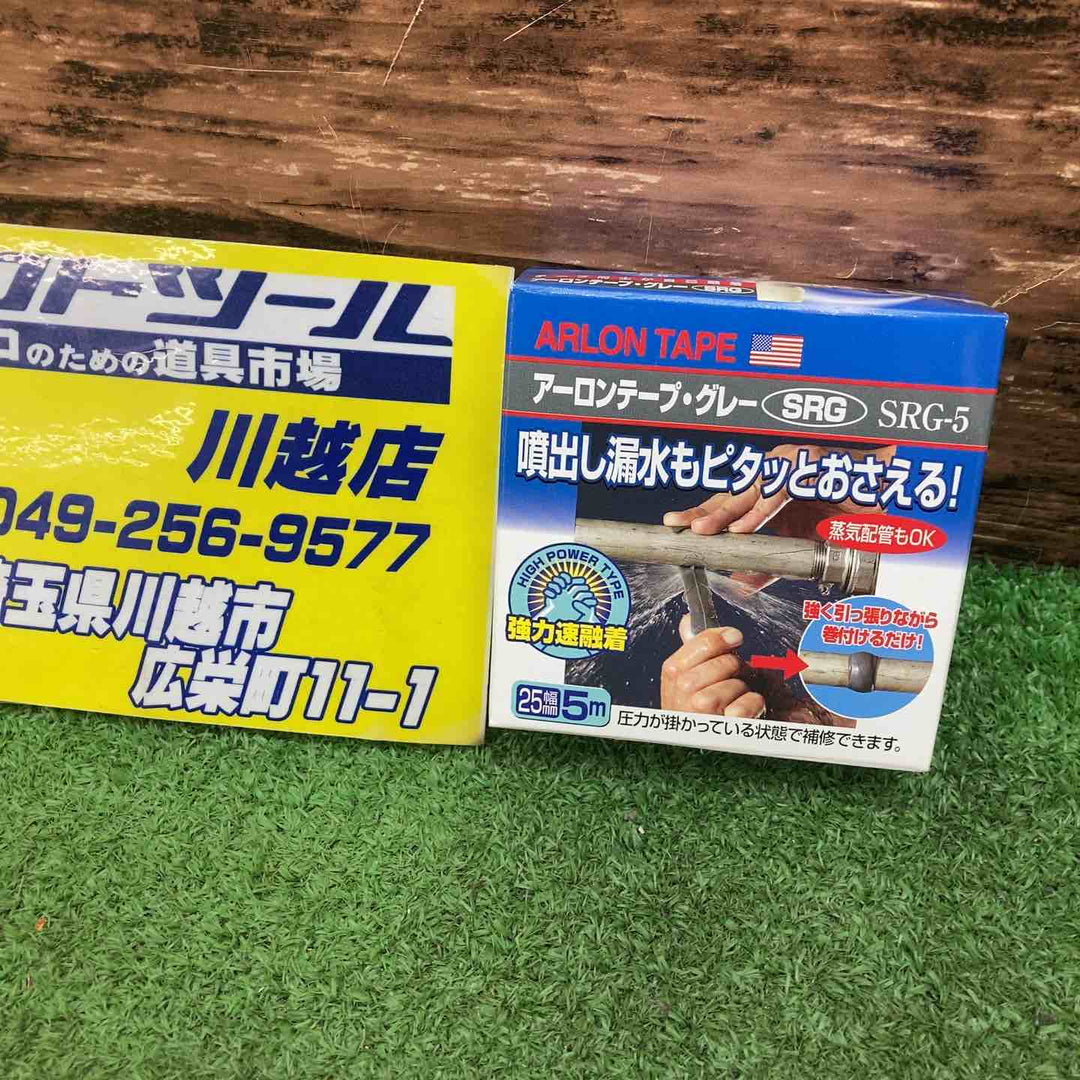 ドツール
のための道具市場
川越店
049-256-9577
玉県川越市
広栄町11-1
アーロンテープ・グレー SRG
ARLON TAPE
アーロンテープ・グレー SRG SRG-5
噴出し漏水もピタッとおさえる!
蒸気配管もOK
HIGH POWER TYPE
強力速融着
強く引っ張りながら
巻付けるだけ!
25mm幅 5m
圧力が掛かっている状態で補修できます。